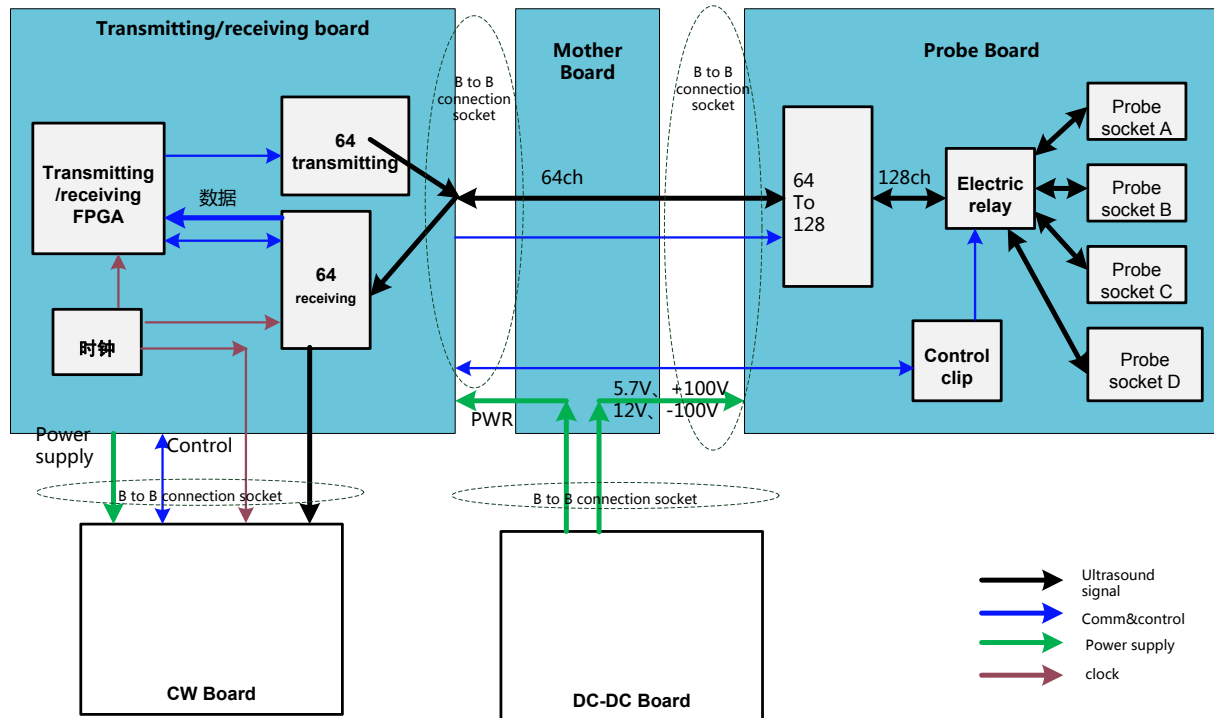 Transmitting/receiving board
Mother
Board
Probe Board
B to B
connection
socket
B to B
connection
socket
64
transmitting
Transmitting
/receiving
FPGA
数据
64
receiving
时钟
64ch
64
To
128
128ch
Electric
relay
Probe
socket A
Probe
socket B
Probe
socket C
Probe
socket D
Control
clip
5.7V、+100V
12V、-100V
PWR
Power
supply
Control
B to B connection socket
B to B connection socket
CW Board
DC-DC Board
Ultrasound
signal
Comm&control
Power supply
clock